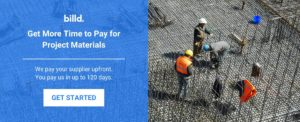 billd.
Get More Time to Pay for
Project Materials
We pay your supplier upfront.
You pay us in up to 120 days.
GET STARTED